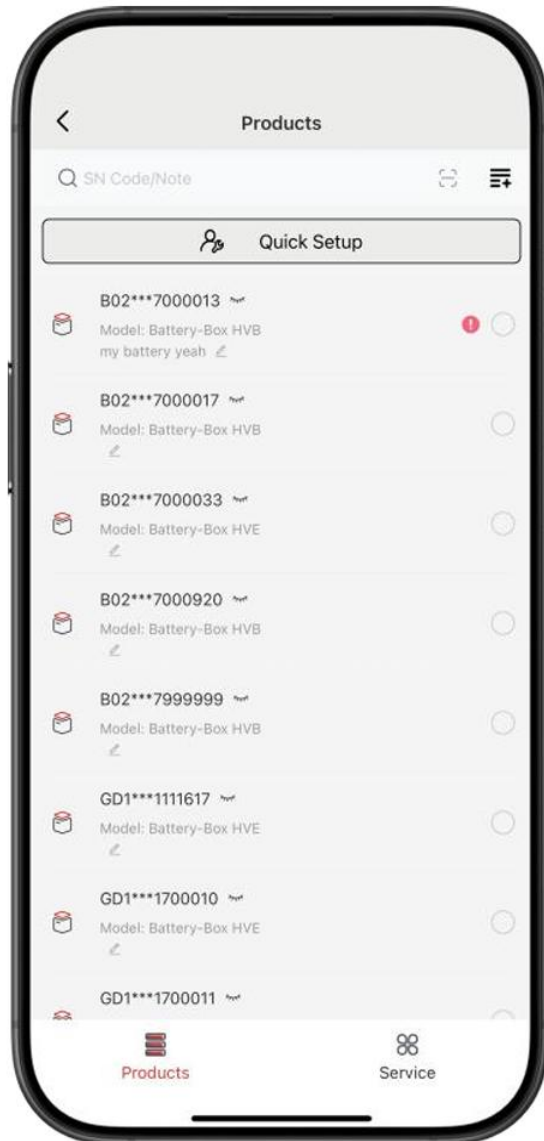 Products
SN Code/Note
Quick Setup
B02***7000013
Model: Battery-Box HVB
my battery yeah
B02***7000017
Model: Battery-Box HVB
B02***7000033
Model: Battery-Box HVE
B02***7000920
Model: Battery-Box HVB
B02***7999999
Model: Battery-Box HVB
GD1***1111617
Model: Battery-Box HVE
GD1***1700010
Model: Battery-Box HVE
GD1***1700011
Products
Service